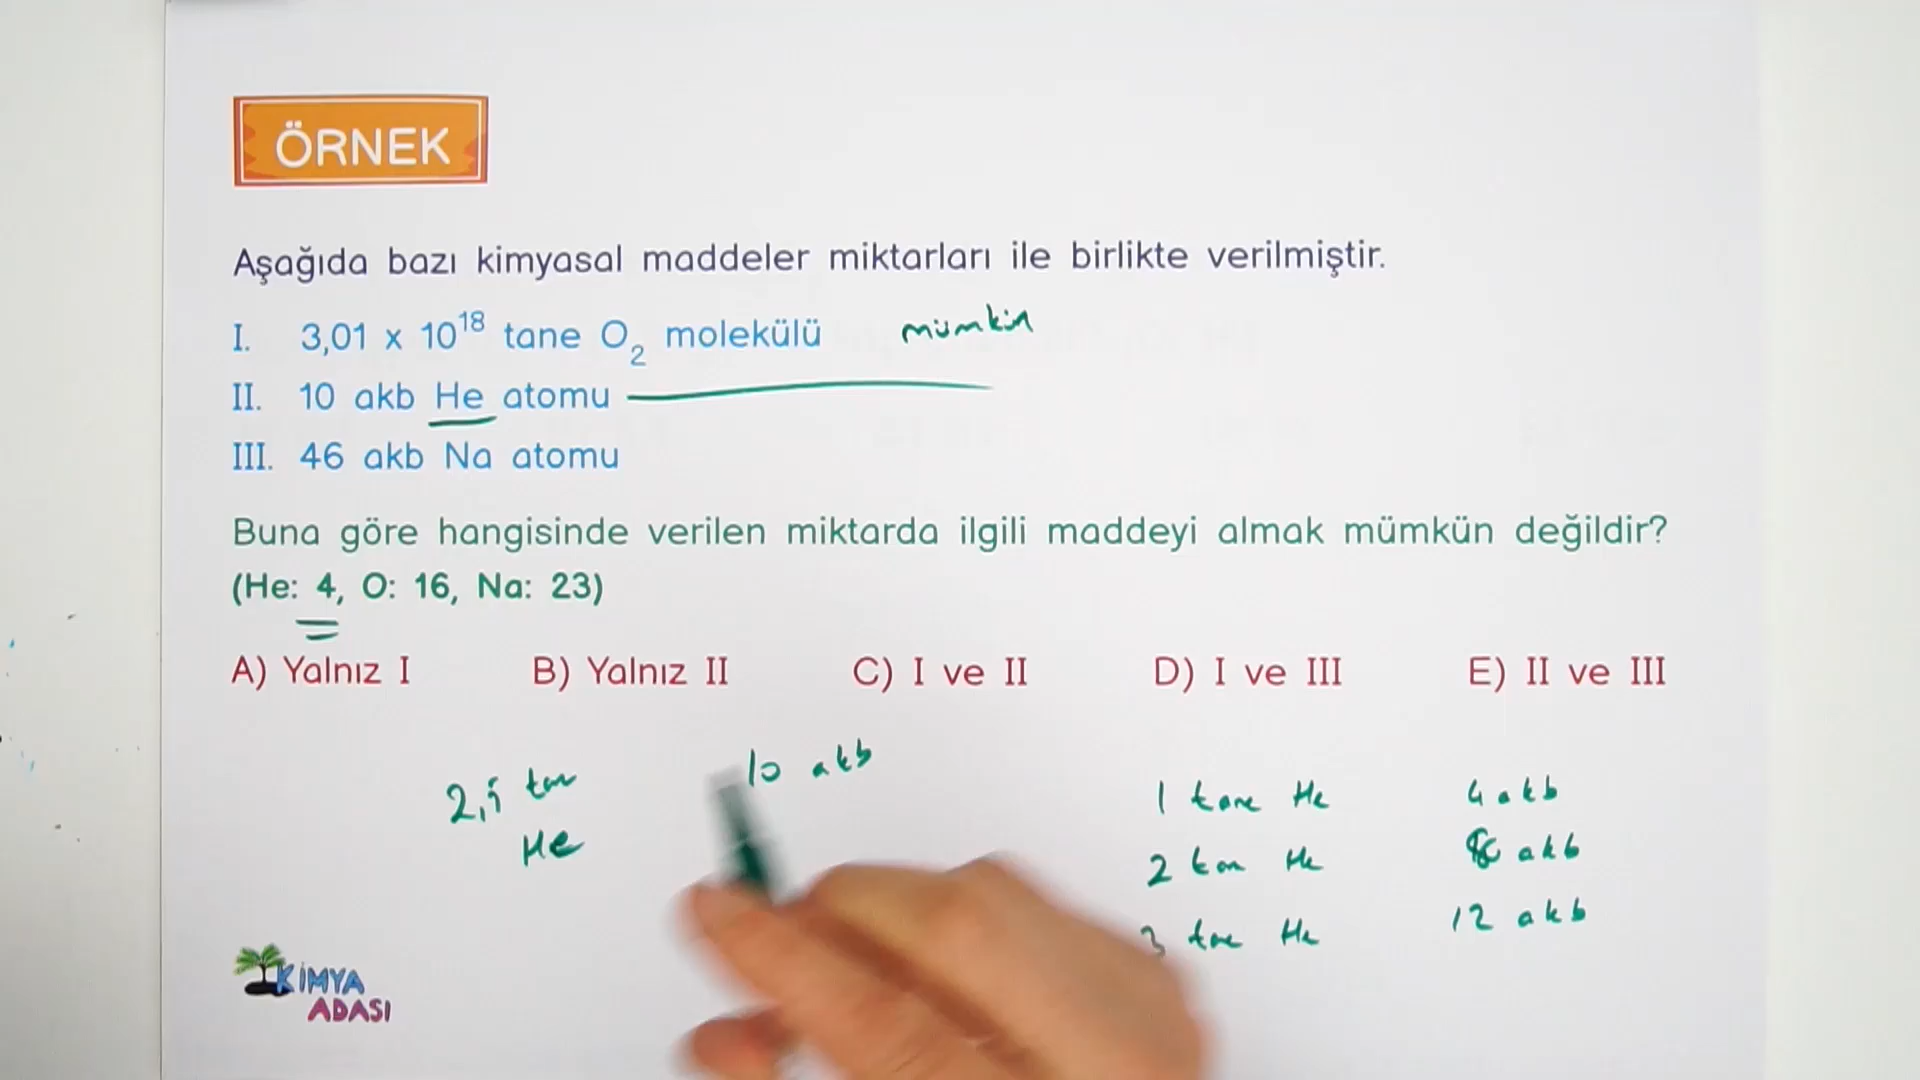 ÖRNEK
Aşağıda bazı kimyasal maddeler miktarları ile birlikte verilmiştir.
I. 3,01 x 10¹⁸ tane O₂ molekülü mümkün
II. 10 akb He atomu
III. 46 akb Na atomu
Buna göre hangisinde verilen miktarda ilgili maddeyi almak mümkün değildir?
(He: 4, O: 16, Na: 23)
A) Yalnız I B) Yalnız II C) I ve II D) I ve III E) II ve III
2,5 tane He 10 akb
1 tane He 4 akb
2 tane He 8 akb
3 tane He 12 akb
KİMYA
ADASI